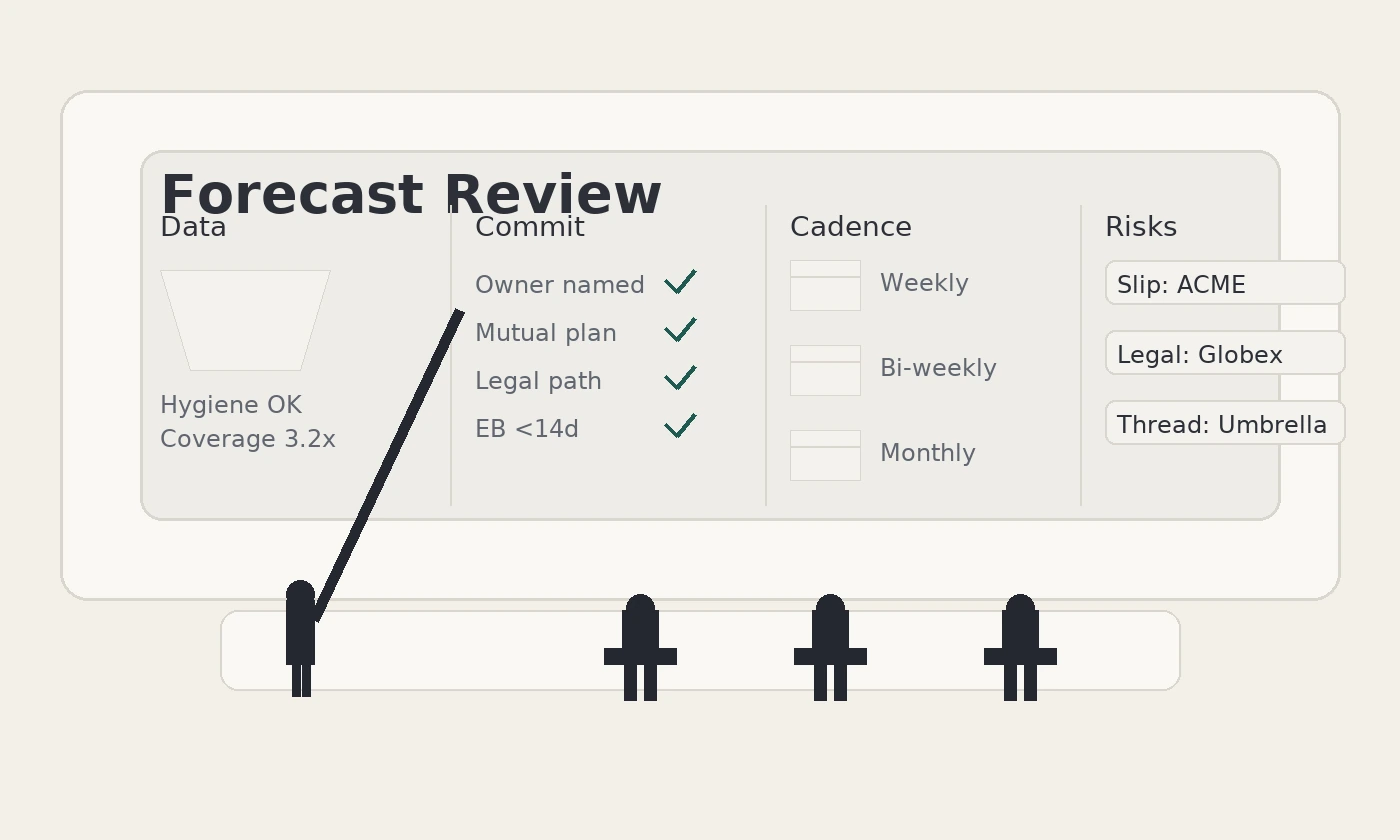 Forecast Review
Data
Hygiene OK
Coverage 3.2x
Commit
Owner named
Mutual plan
Legal path
EB <14d
Cadence
Weekly
Bi-weekly
Monthly
Risks
Slip: ACME
Legal: Globex
Thread: Umbrella